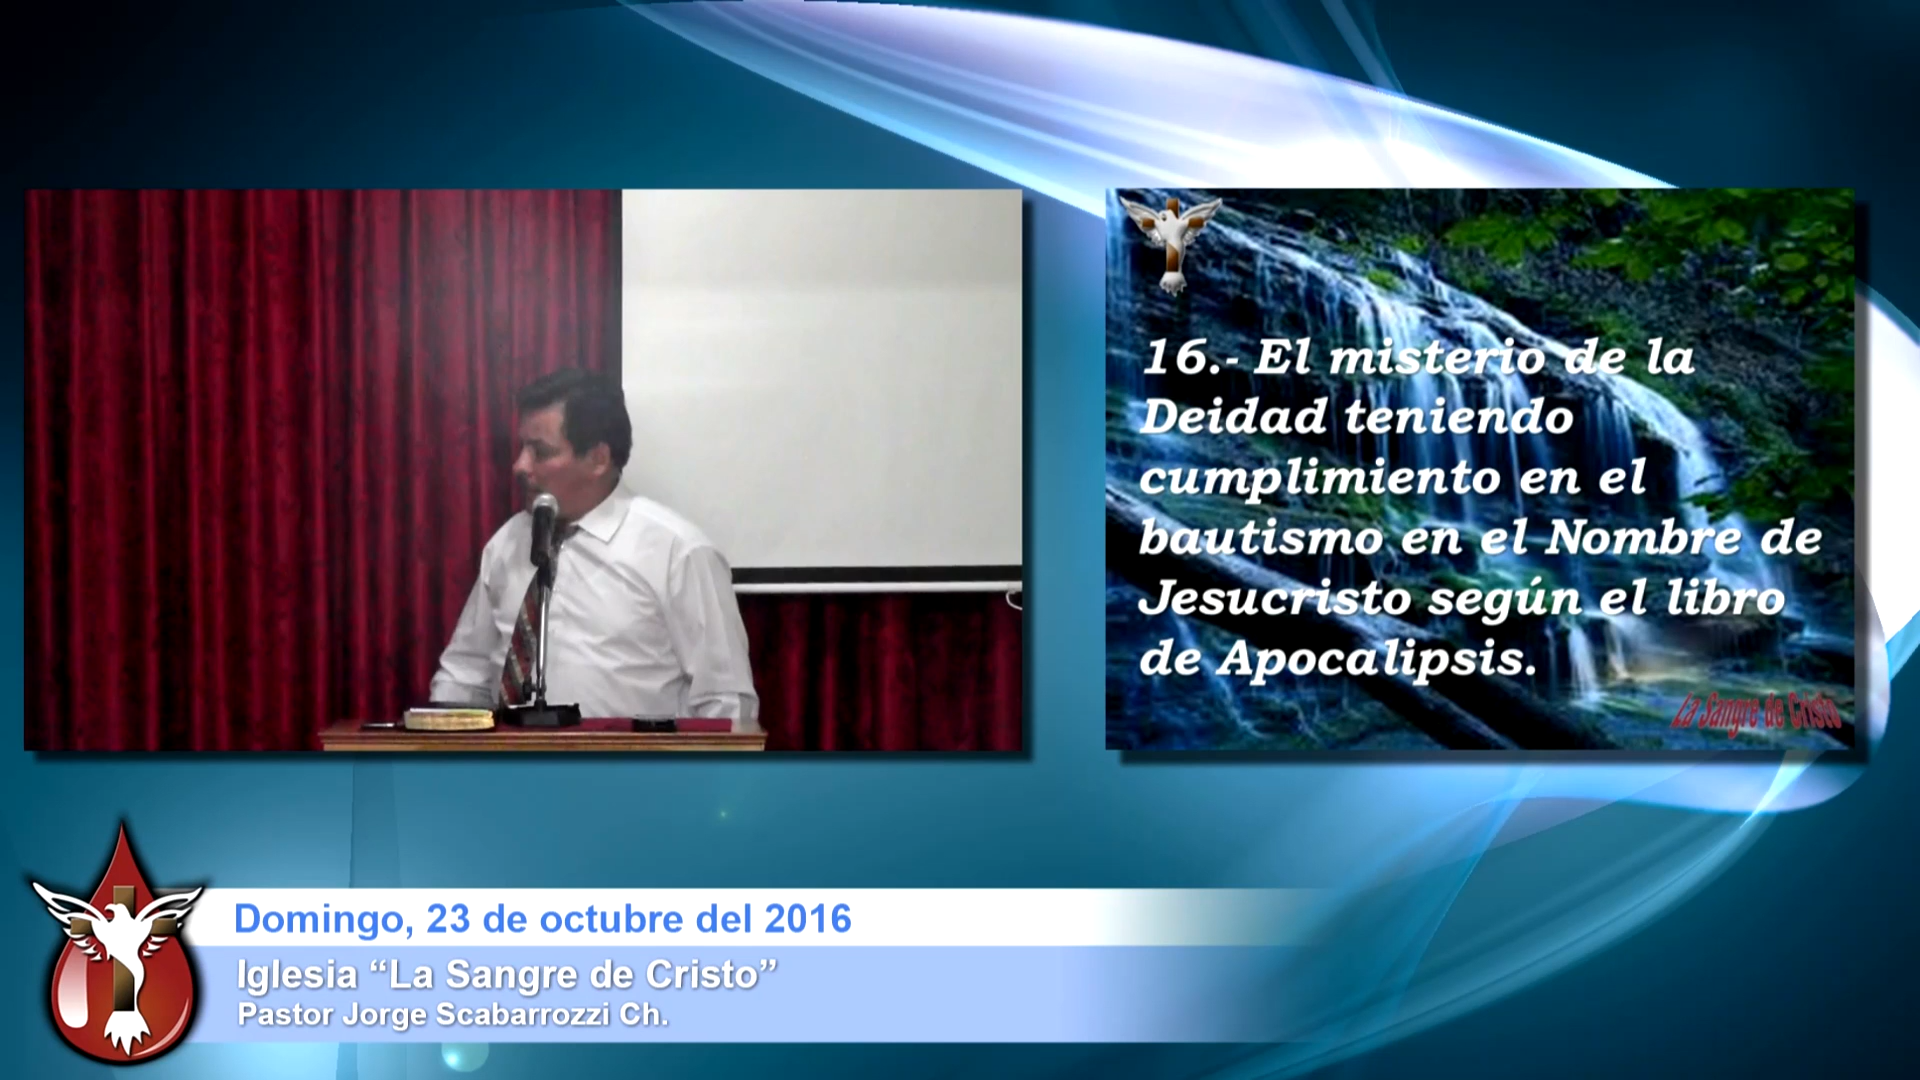 16.- El misterio de la
Deidad teniendo
cumplimiento en el
bautismo en el Nombre de
Jesucristo según el libro
de Apocalipsis.
La Sangre de Cristo
Domingo, 23 de octubre del 2016
Iglesia “La Sangre de Cristo”
Pastor Jorge Scabarrozzi Ch.